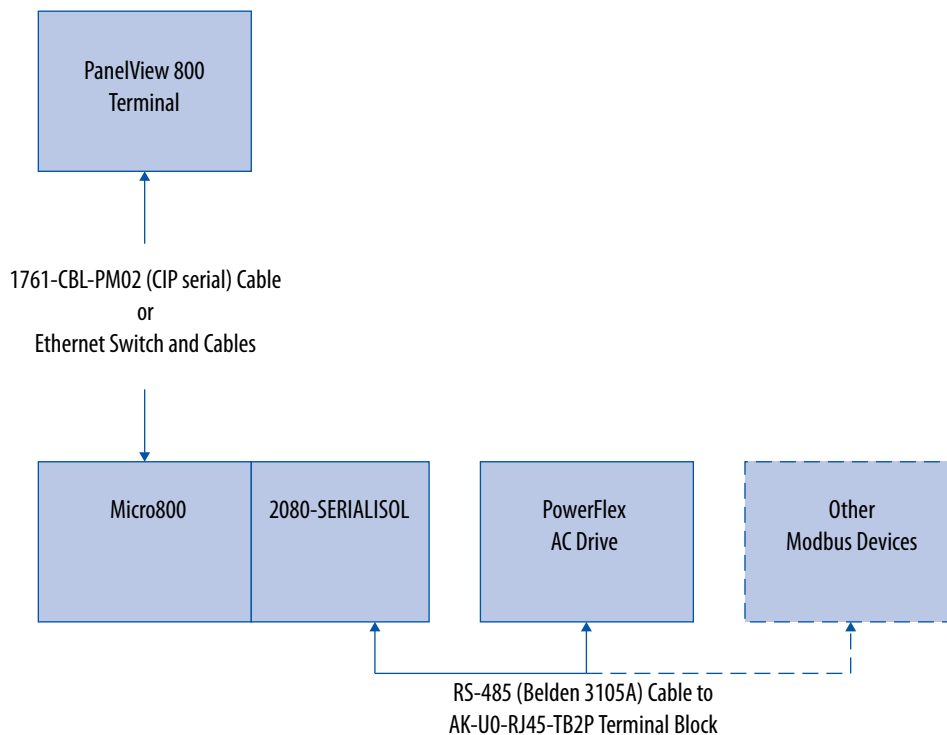 PanelView 800
Terminal
1761-CBL-PM02 (CIP serial) Cable
or
Ethernet Switch and Cables
Micro800
2080-SERIALISOL
PowerFlex
AC Drive
Other
Modbus Devices
RS-485 (Belden 3105A) Cable to
AK-U0-RJ45-TB2P Terminal Block